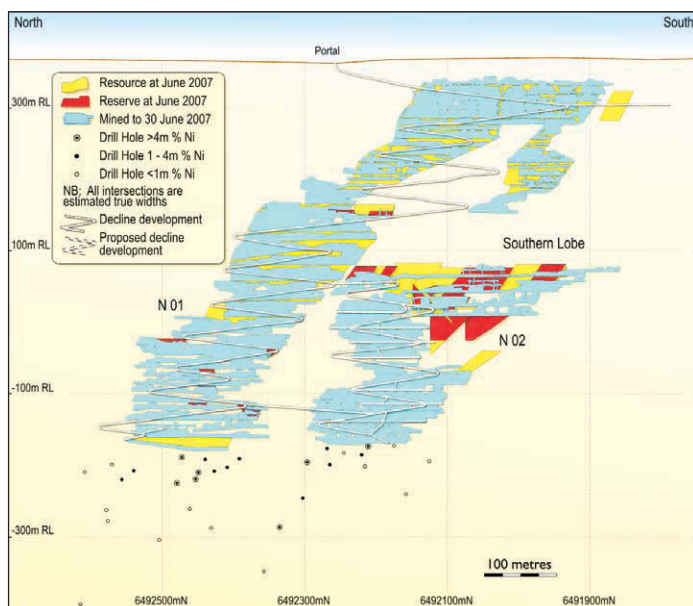 North
South
Portal
Resource at June 2007
Reserve at June 2007
Mined to 30 June 2007
Drill Hole >4m % Ni
Drill Hole 1 - 4m % Ni
Drill Hole <1m % Ni
NB; All intersections are
estimated true widths
Decline development
Proposed decline
development
300m RL
100m RL
Southern Lobe
N 01
N 02
-100m RL
-300m RL
100 metres
6492500mN
6492300mN
6492100mN
6491900mN